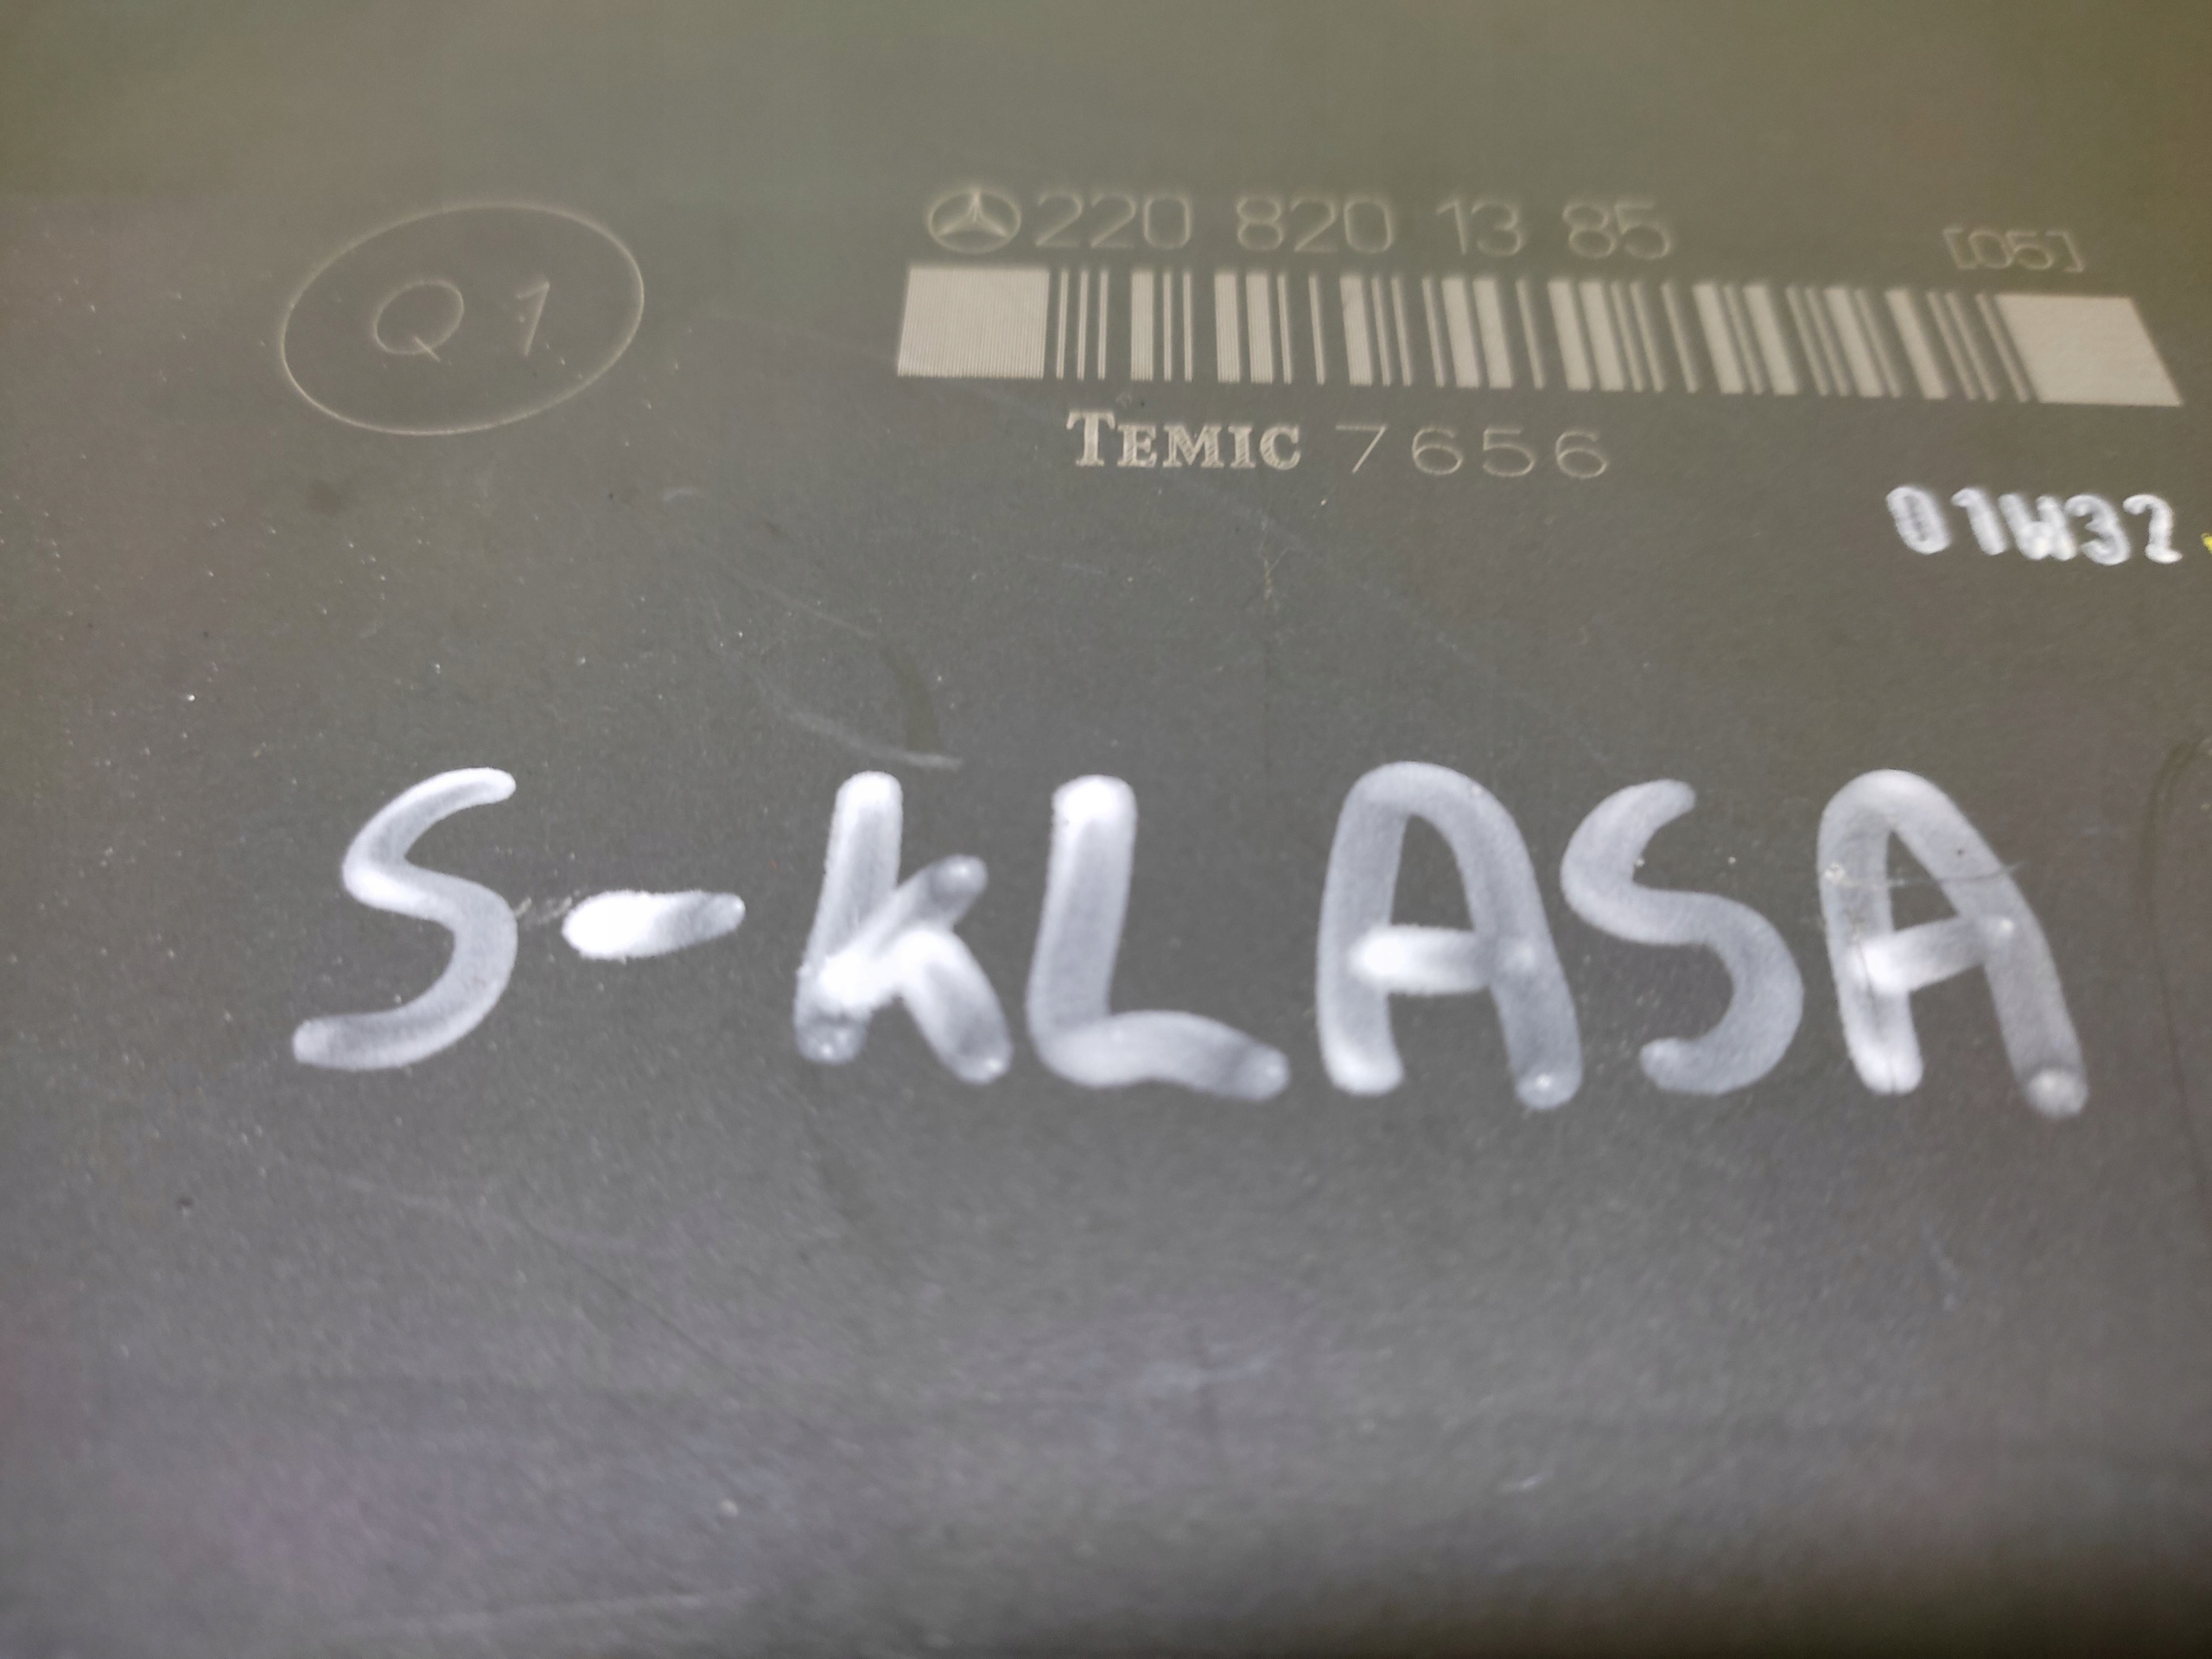 Q1
220 820 13 85 [05]
TEMIC 7656
01W32
S-KLASA